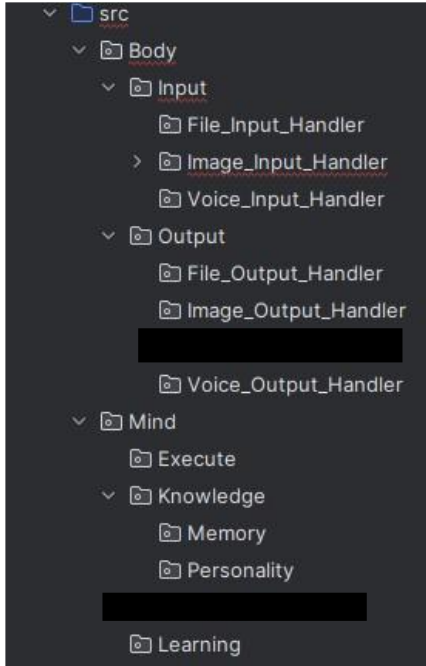 src
Body
Input
File_Input_Handler
Image_Input_Handler
Voice_Input_Handler
Output
File_Output_Handler
Image_Output_Handler
Voice_Output_Handler
Mind
Execute
Knowledge
Memory
Personality
Learning